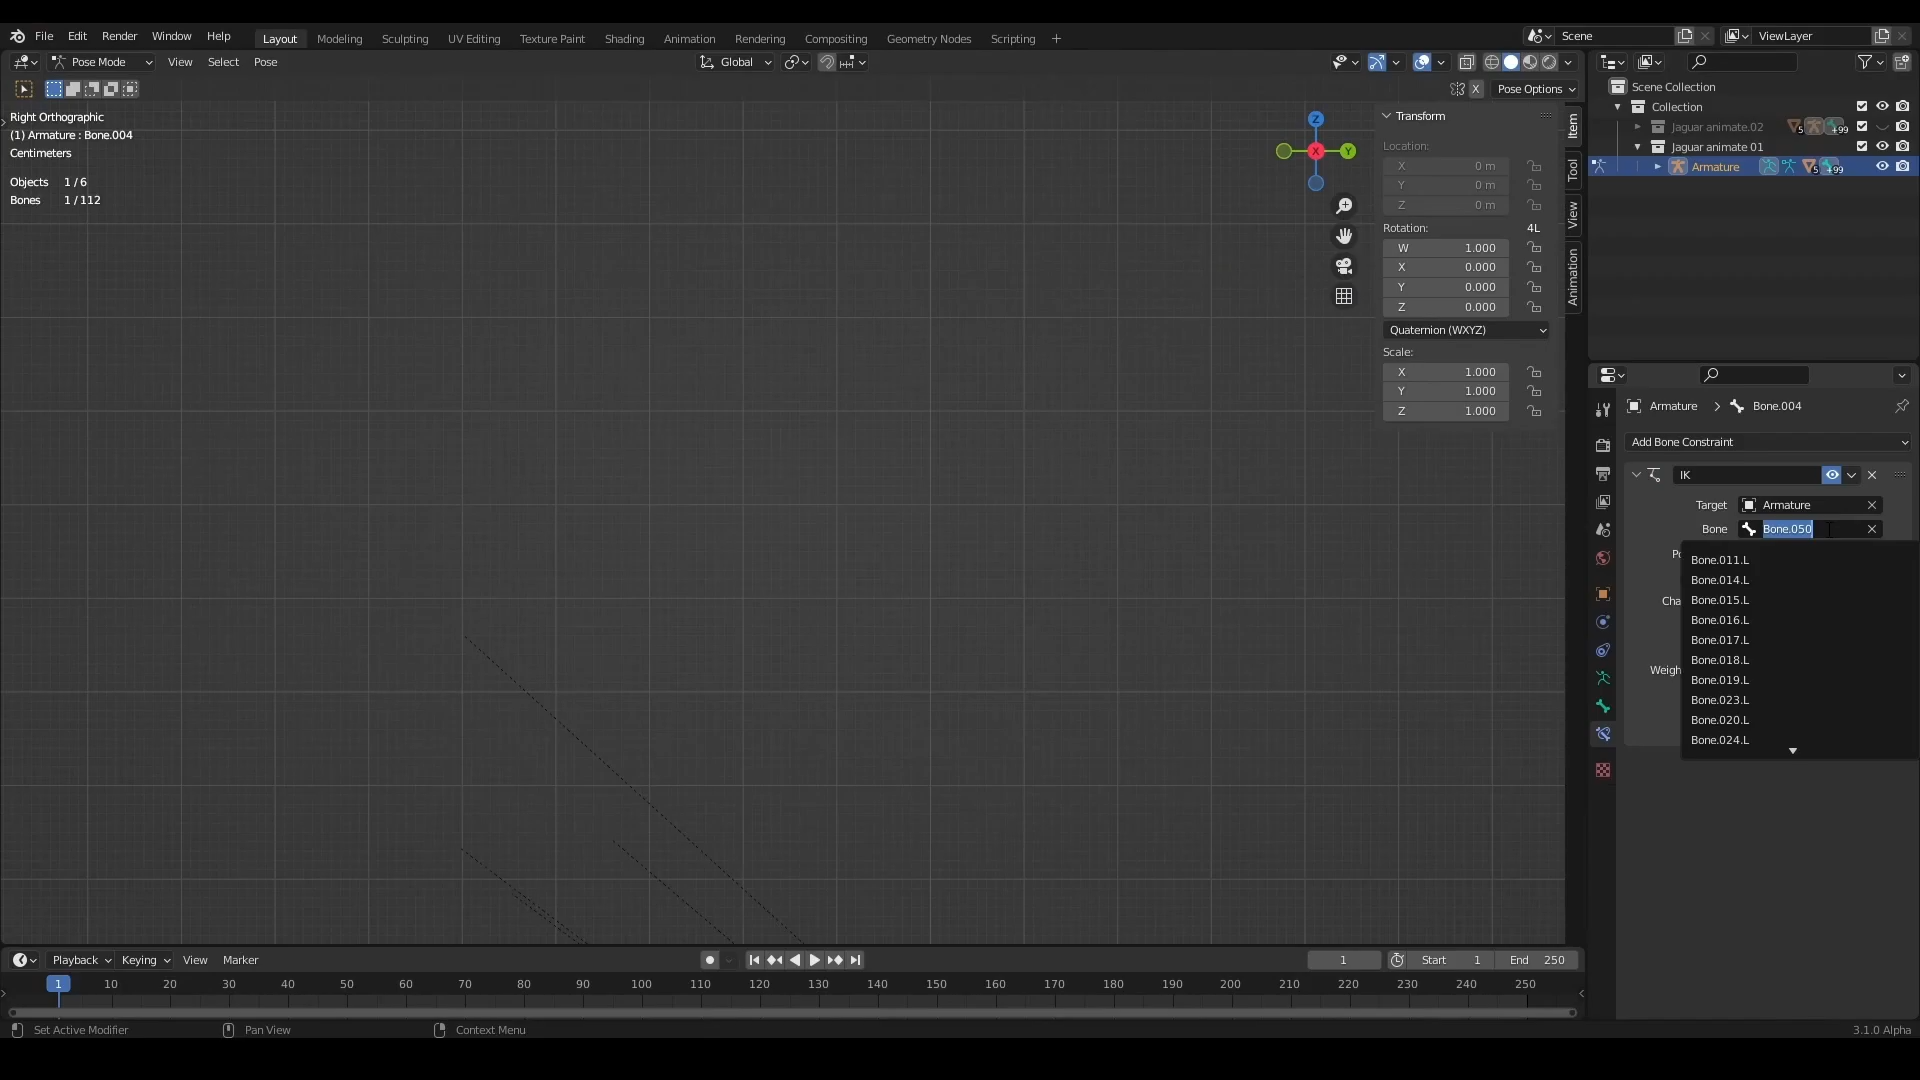 File Edit Render Window Help Layout Modeling Sculpting UV Editing Texture Paint Shading Animation Rendering Compositing Geometry Nodes Scripting + Scene ViewLayer
Pose Mode View Select Pose Global
X Pose Options
Right Orthographic
(1) Armature : Bone.004
Centimeters
Objects 1 / 6
Bones 1 / 112
Z
X
Y
Transform
Location:
X 0 m
Y 0 m
Z 0 m
Rotation: 4L
W 1.000
X 0.000
Y 0.000
Z 0.000
Quaternion (WXYZ)
Scale:
X 1.000
Y 1.000
Z 1.000
Item
Tool
View
Animation
Scene Collection
Collection
Jaguar animate.02 5 +99
Jaguar animate 01
Armature 5 +99
Armature > Bone.004
Add Bone Constraint
IK
Target Armature
Bone Bone.050
Po
Cha
Weigh
Bone.011.L
Bone.014.L
Bone.015.L
Bone.016.L
Bone.017.L
Bone.018.L
Bone.019.L
Bone.023.L
Bone.020.L
Bone.024.L
Playback Keying View Marker 1 Start 1 End 250
1 10 20 30 40 50 60 70 80 90 100 110 120 130 140 150 160 170 180 190 200 210 220 230 240 250
Set Active Modifier Pan View Context Menu 3.1.0 Alpha